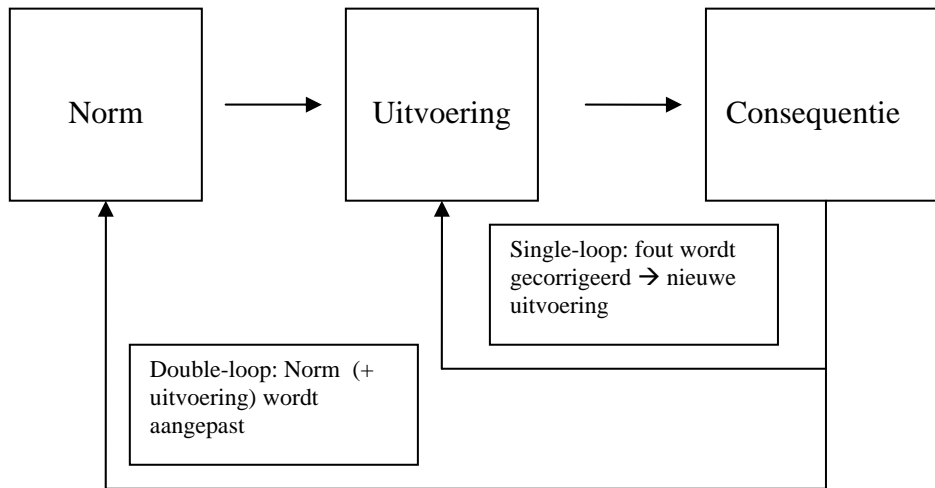 Norm
Uitvoering
Consequentie
Single-loop: fout wordt
gecorrigeerd → nieuwe
uitvoering
Double-loop: Norm (+
uitvoering) wordt
aangepast